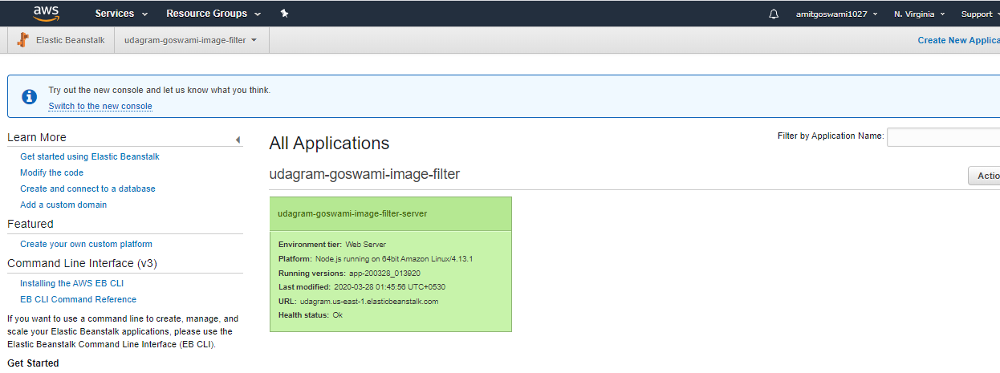 aws Services Resource Groups amitgoswami1027 N. Virginia Support
Elastic Beanstalk udagram-goswami-image-filter Create New Applica
Try out the new console and let us know what you think.
Switch to the new console
Learn More
Get started using Elastic Beanstalk
Modify the code
Create and connect to a database
Add a custom domain
Featured
Create your own custom platform
Command Line Interface (v3)
Installing the AWS EB CLI
EB CLI Command Reference
If you want to use a command line to create, manage, and
scale your Elastic Beanstalk applications, please use the
Elastic Beanstalk Command Line Interface (EB CLI).
Get Started
All Applications
Filter by Application Name:
udagram-goswami-image-filter
Actio
udagram-goswami-image-filter-server
Environment tier: Web Server
Platform: Node.js running on 64bit Amazon Linux/4.13.1
Running versions: app-200328_013920
Last modified: 2020-03-28 01:45:56 UTC+0530
URL: udagram.us-east-1.elasticbeanstalk.com
Health status: Ok